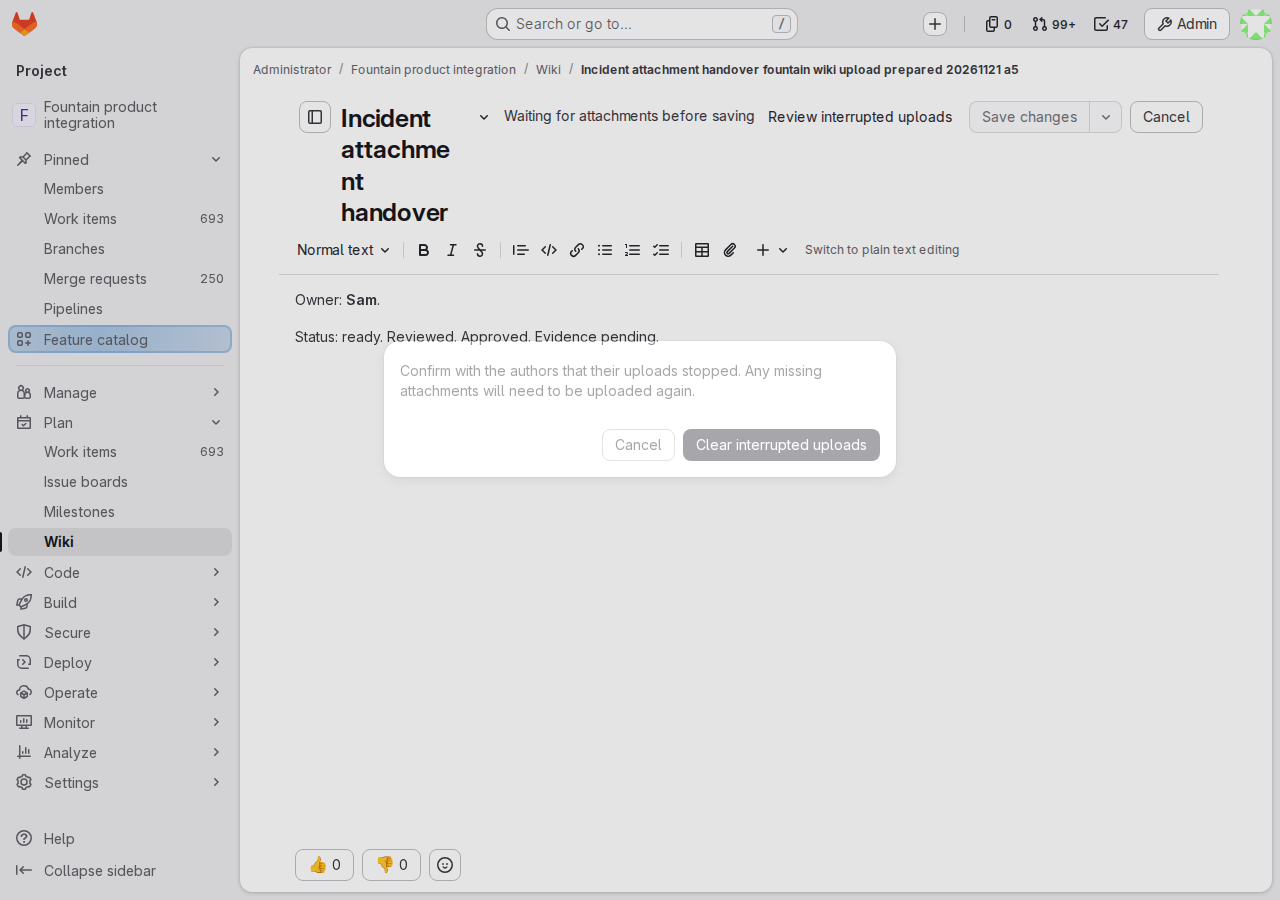 Search or go to...
/
0
99+
47
Admin
Project
F
Fountain product
integration
Pinned
Members
Work items
693
Branches
Merge requests
250
Pipelines
Feature catalog
Manage
Plan
Work items
693
Issue boards
Milestones
Wiki
Code
Build
Secure
Deploy
Operate
Monitor
Analyze
Settings
Help
Collapse sidebar
Administrator / Fountain product integration / Wiki / Incident attachment handover fountain wiki upload prepared 20261121 a5
Incident
attachme
nt
handover
Waiting for attachments before saving
Review interrupted uploads
Save changes
Cancel
Normal text
Switch to plain text editing
Owner: Sam.
Status: ready. Reviewed. Approved. Evidence pending.
Confirm with the authors that their uploads stopped. Any missing
attachments will need to be uploaded again.
Cancel
Clear interrupted uploads
0
0